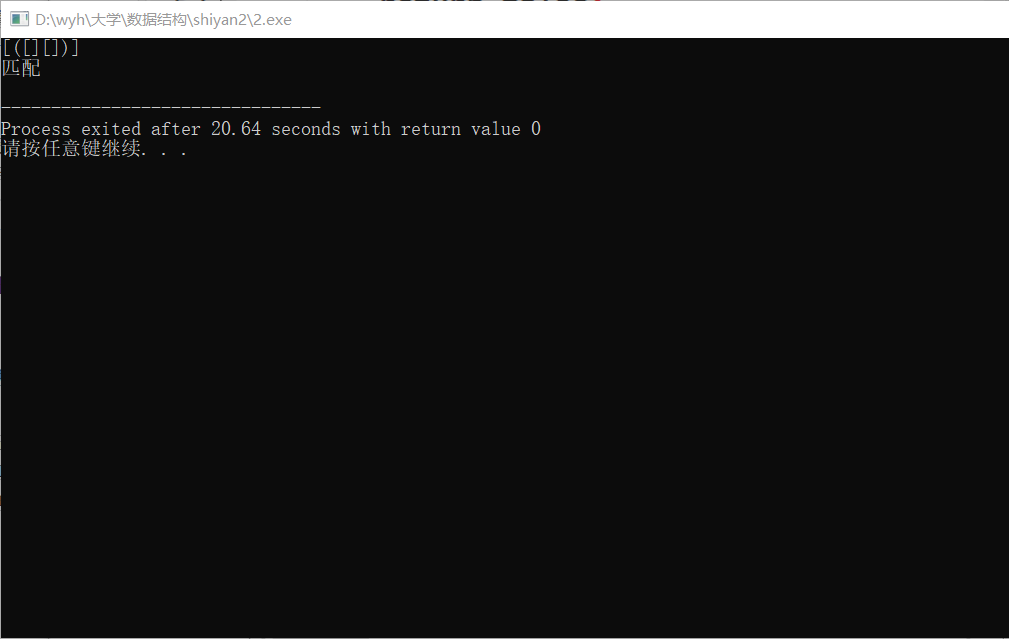 D:\wyh\大学\数据结构\shiyan2\2.exe
[([][])]
匹配
--------------------------------
Process exited after 20.64 seconds with return value 0
请按任意键继续. . .